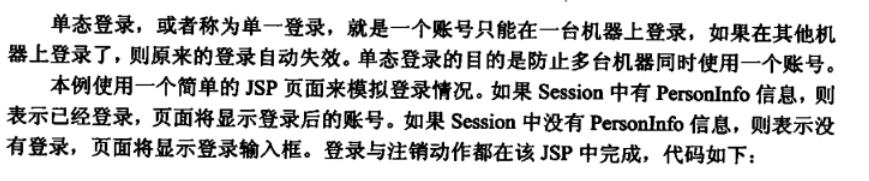 单态登录，或者称为单一登录，就是一个账号只能在一台机器上登录，如果在其他机
器上登录了，则原来的登录自动失效。单态登录的目的是防止多台机器同时使用一个账号。
本例使用一个简单的 JSP 页面来模拟登录情况。如果 Session 中有 PersonInfo 信息，则
表示已经登录，页面将显示登录后的账号。如果 Session 中没有 PersonInfo 信息，则表示没
有登录，页面将显示登录输入框。登录与注销动作都在该 JSP 中完成，代码如下：